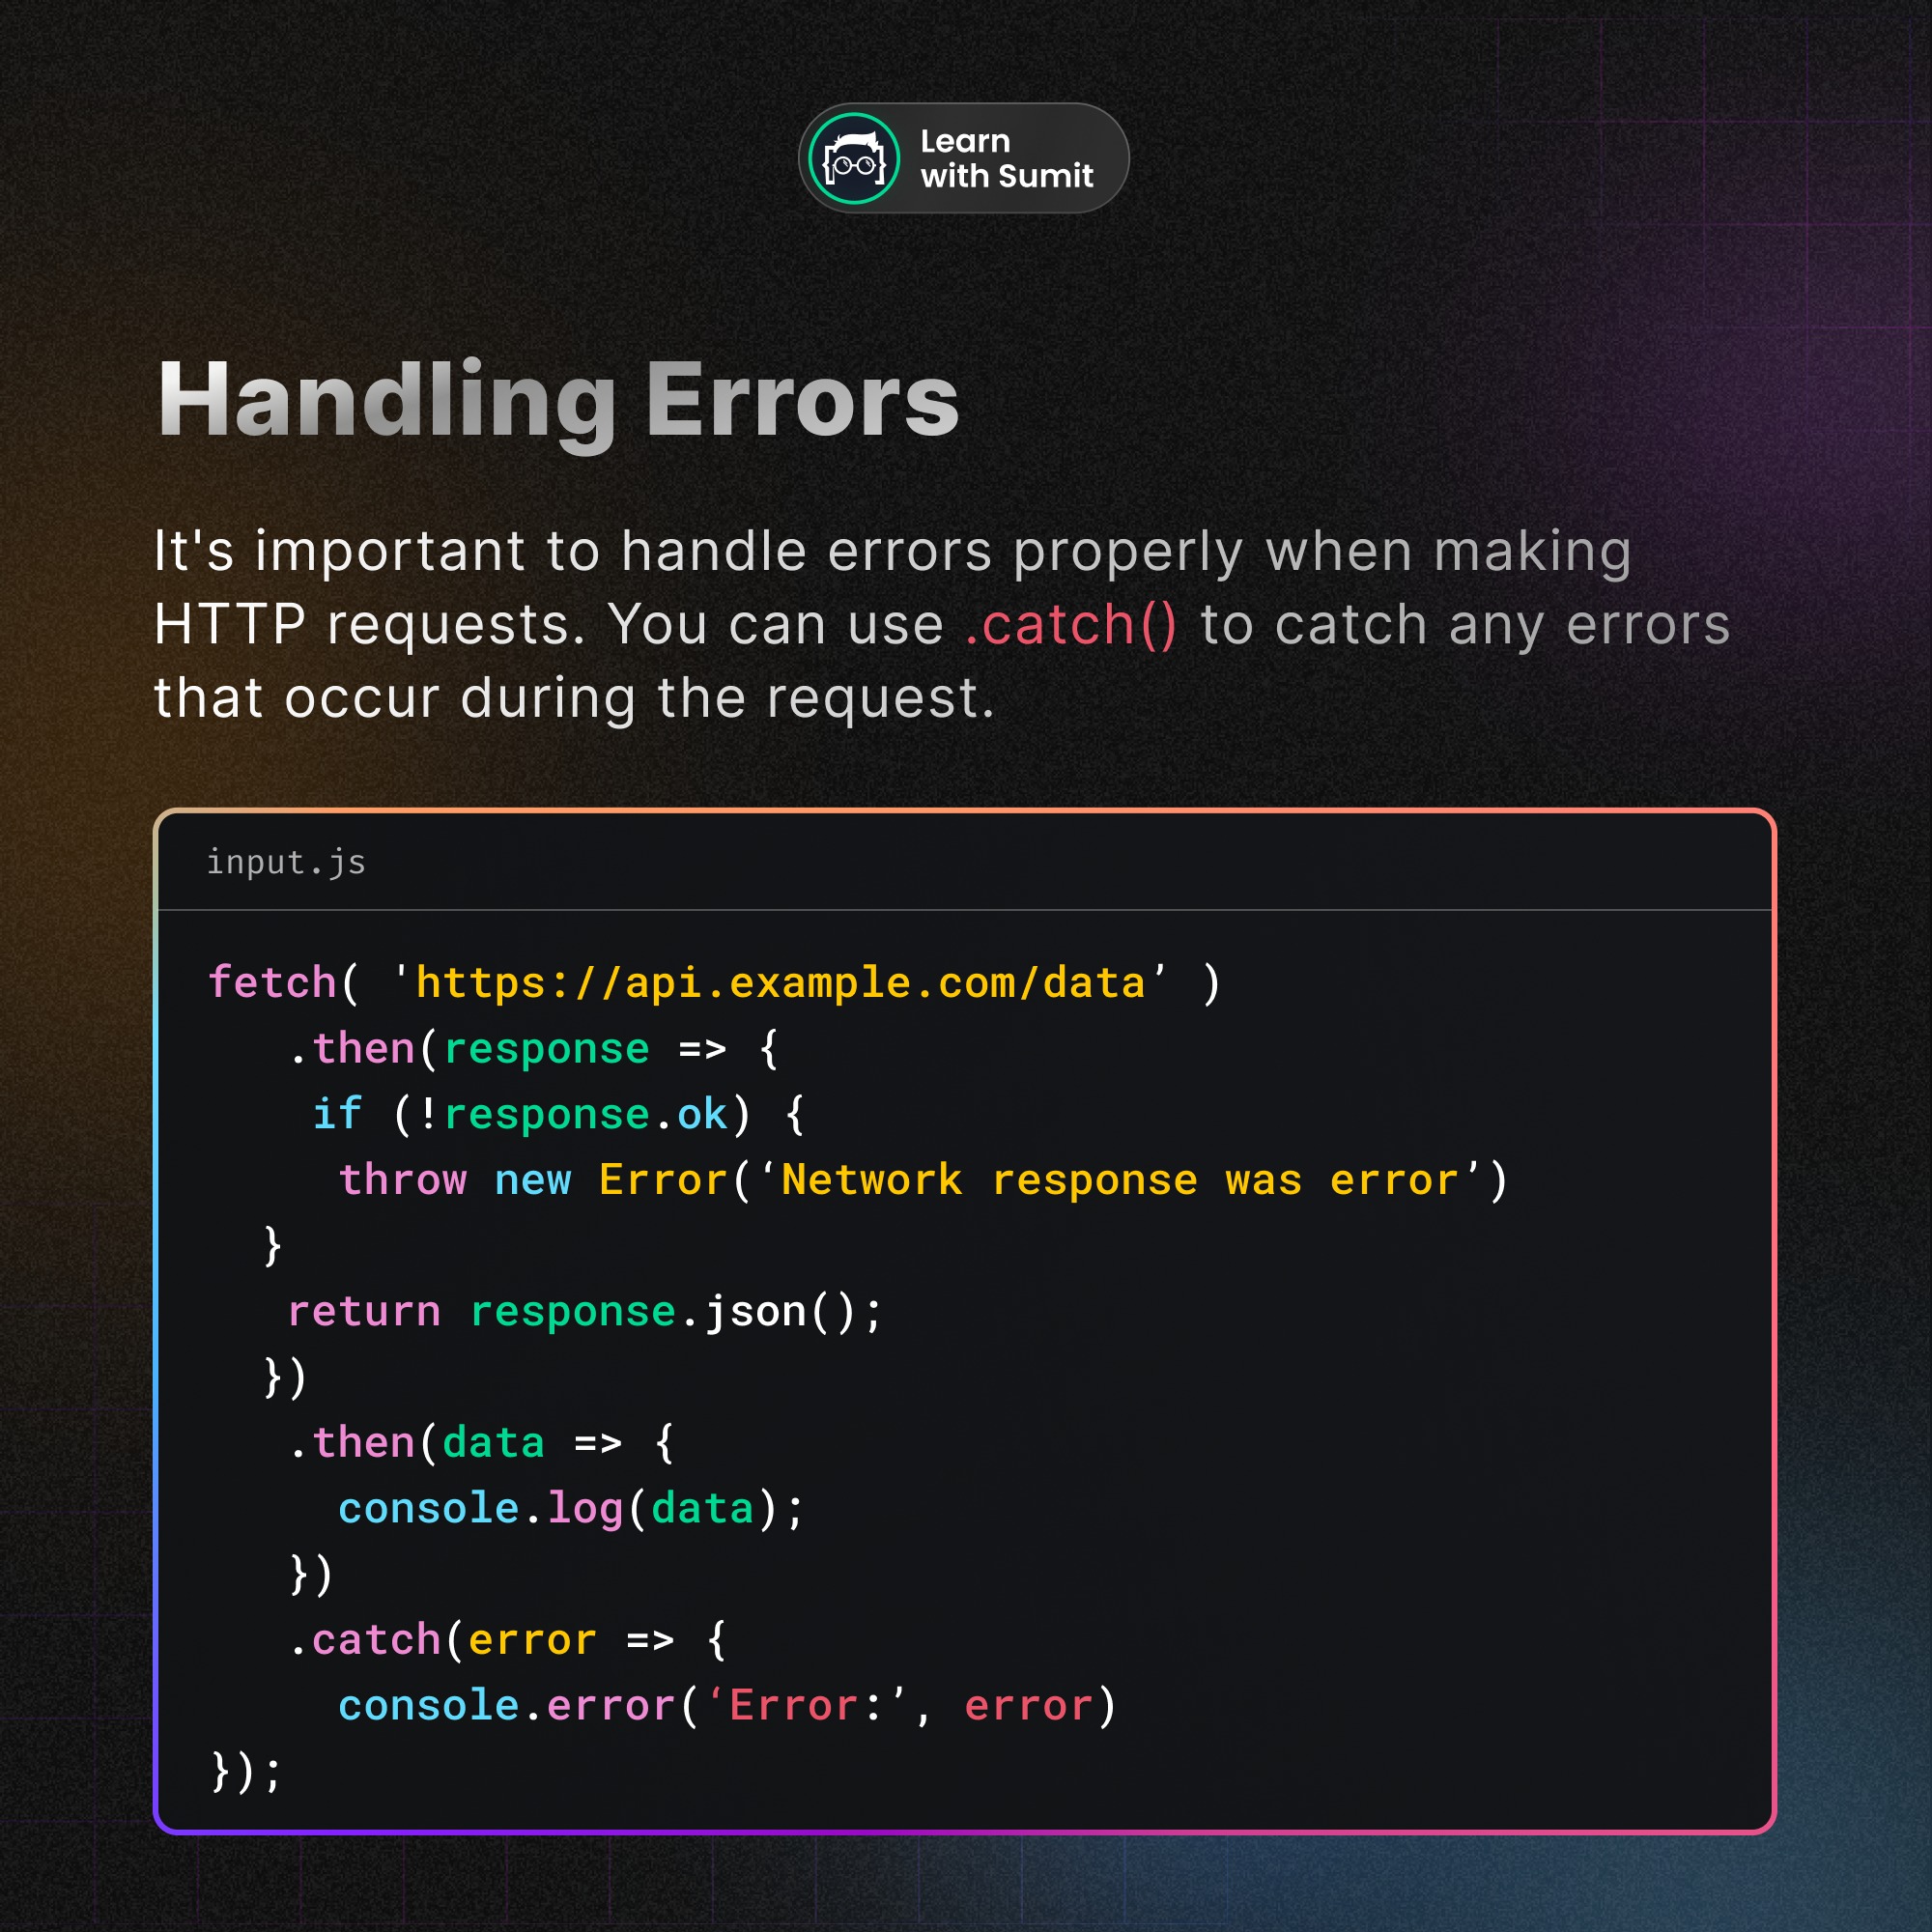 Learn
with Sumit
Handling Errors
It's important to handle errors properly when making
HTTP requests. You can use .catch() to catch any errors
that occur during the request.
input.js
fetch( 'https://api.example.com/data’ )
.then(response => {
if (!response.ok) {
throw new Error(‘Network response was error’)
}
return response.json();
})
.then(data => {
console.log(data);
})
.catch(error => {
console.error(‘Error:’, error)
});